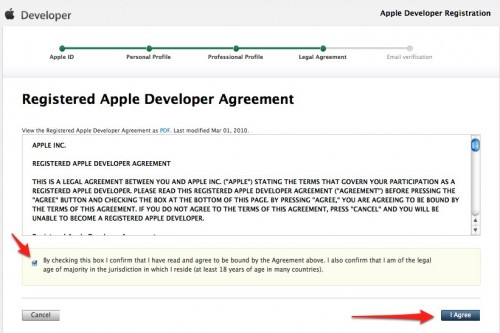 Developer
Apple Developer Registration
Apple ID
Personal Profile
Professional Profile
Legal Agreement
Email verification
Registered Apple Developer Agreement
View the Registered Apple Developer Agreement as PDF. Last modified Mar 01, 2010.
APPLE INC.
REGISTERED APPLE DEVELOPER AGREEMENT
THIS IS A LEGAL AGREEMENT BETWEEN YOU AND APPLE INC. ("APPLE") STATING THE TERMS THAT GOVERN YOUR PARTICIPATION AS A
REGISTERED APPLE DEVELOPER. PLEASE READ THIS REGISTERED APPLE DEVELOPER AGREEMENT ("AGREEMENT") BEFORE PRESSING THE
"AGREE" BUTTON AND CHECKING THE BOX AT THE BOTTOM OF THIS PAGE. BY PRESSING "AGREE," YOU ARE AGREEING TO BE BOUND BY
THE TERMS OF THIS AGREEMENT. IF YOU DO NOT AGREE TO THE TERMS OF THIS AGREEMENT, PRESS "CANCEL" AND YOU WILL BE
UNABLE TO BECOME A REGISTERED APPLE DEVELOPER.
By checking this box I confirm that I have read and agree to be bound by the Agreement above. I also confirm that I am of the legal
age of majority in the jurisdiction in which I reside (at least 18 years of age in many countries).
Cancel
I Agree